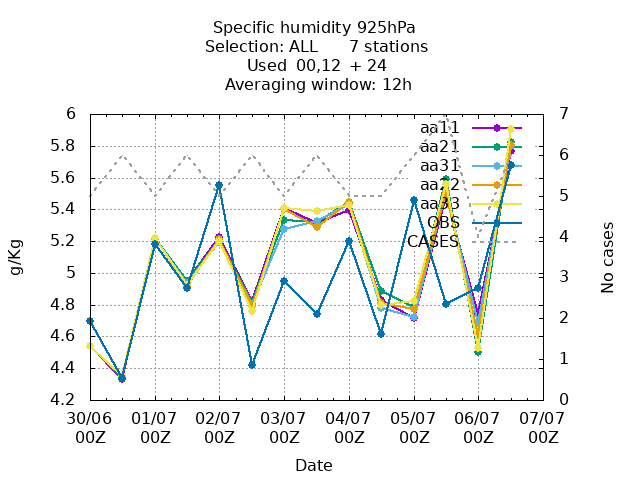 Specific humidity 925hPa
Selection: ALL 7 stations
Used 00,12 + 24
Averaging window: 12h
6 7
5.8 6
5.6
5.4 5
5.2 4
5 3
4.8 2
4.6
4.4 1
4.2 0
g/Kg
No cases
aa11
aa21
aa31
aa33
OBS
CASES
30/06 01/07 02/07 03/07 04/07 05/07 06/07 07/07
00Z 00Z 00Z 00Z 00Z 00Z 00Z 00Z
Date